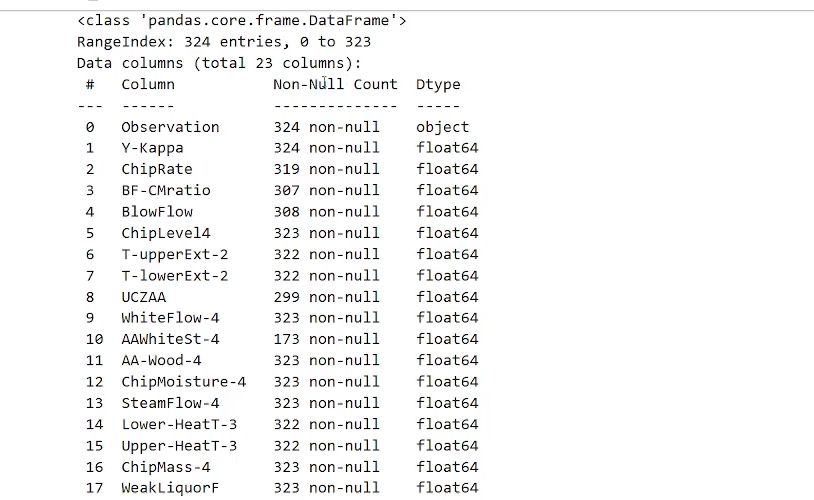 <class 'pandas.core.frame.DataFrame'>
RangeIndex: 324 entries, 0 to 323
Data columns (total 23 columns):
 #   Column          Non-Null Count  Dtype
---  ------          --------------  -----
 0   Observation     324 non-null    object
 1   Y-Kappa         324 non-null    float64
 2   ChipRate        319 non-null    float64
 3   BF-CMratio      307 non-null    float64
 4   BlowFlow        308 non-null    float64
 5   ChipLevel4      323 non-null    float64
 6   T-upperExt-2    322 non-null    float64
 7   T-lowerExt-2    322 non-null    float64
 8   UCZAA           299 non-null    float64
 9   WhiteFlow-4     323 non-null    float64
 10  AAWhiteSt-4     173 non-null    float64
 11  AA-Wood-4       323 non-null    float64
 12  ChipMoisture-4  323 non-null    float64
 13  SteamFlow-4     323 non-null    float64
 14  Lower-HeatT-3   322 non-null    float64
 15  Upper-HeatT-3   322 non-null    float64
 16  ChipMass-4      323 non-null    float64
 17  WeakLiquorF     323 non-null    float64